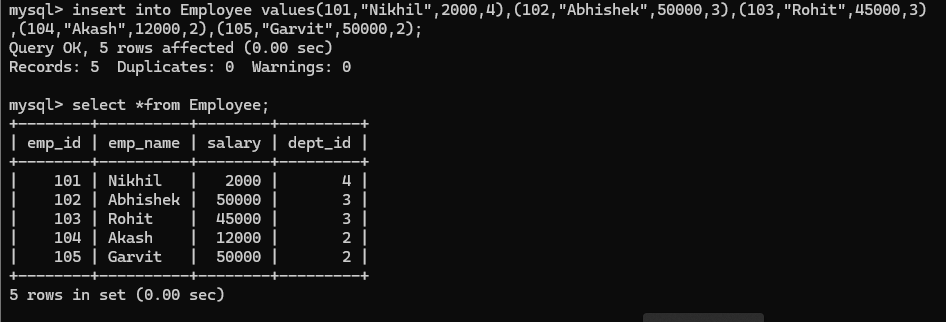 mysql> insert into Employee values(101,"Nikhil",2000,4),(102,"Abhishek",50000,3),(103,"Rohit",45000,3)
,(104,"Akash",12000,2),(105,"Garvit",50000,2);
Query OK, 5 rows affected (0.00 sec)
Records: 5  Duplicates: 0  Warnings: 0

mysql> select *from Employee;
+--------+----------+--------+---------+
| emp_id | emp_name | salary | dept_id |
+--------+----------+--------+---------+
|    101 | Nikhil   |   2000 |       4 |
|    102 | Abhishek |  50000 |       3 |
|    103 | Rohit    |  45000 |       3 |
|    104 | Akash    |  12000 |       2 |
|    105 | Garvit   |  50000 |       2 |
+--------+----------+--------+---------+
5 rows in set (0.00 sec)